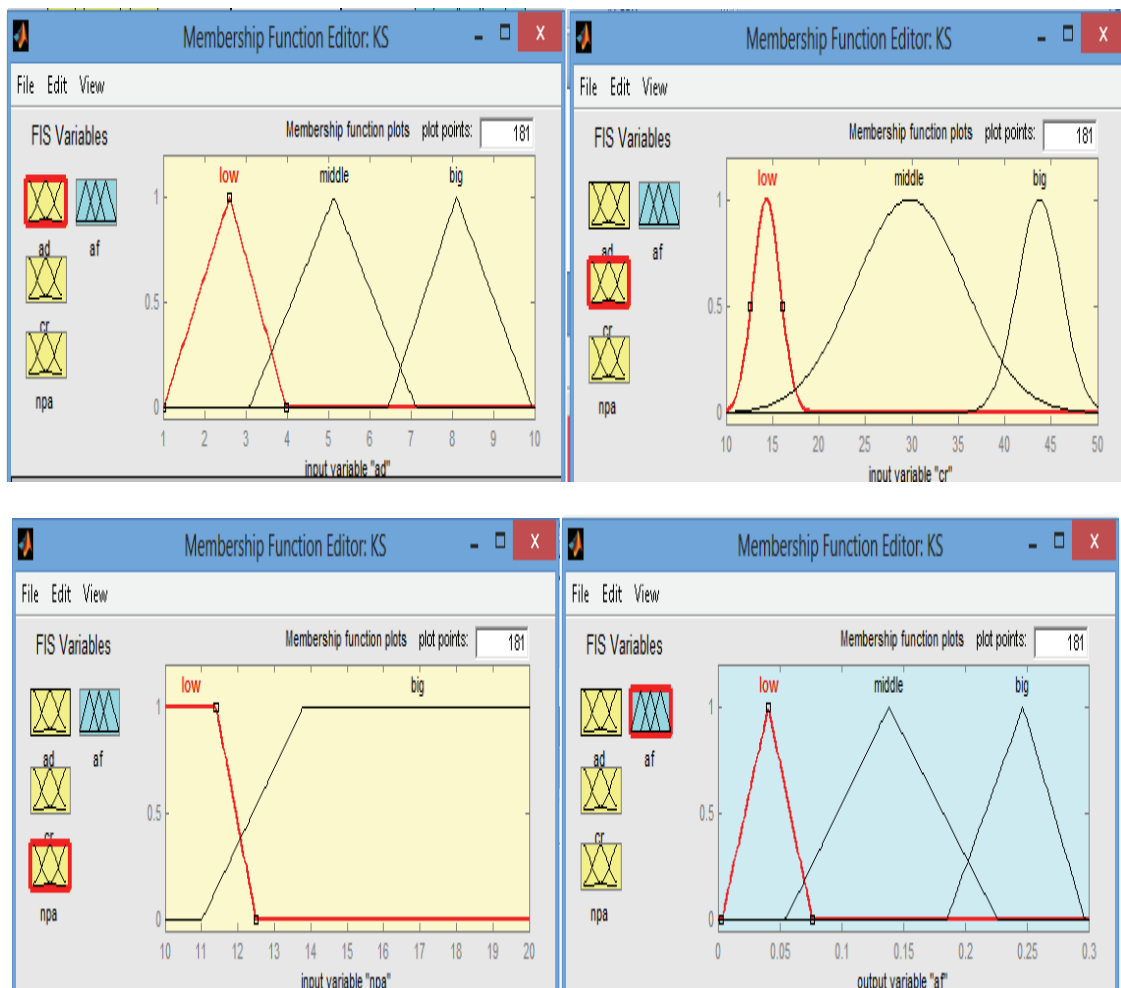 Membership Function Editor: KS
File Edit View
FIS Variables
Membership function plots plot points: 181
low middle big
1
0.5
0
ad af
cr
npa
1 2 3 4 5 6 7 8 9 10
input variable "ad"
Membership Function Editor: KS
File Edit View
FIS Variables
Membership function plots plot points: 181
low middle big
1
0.5
0
ad af
cr
npa
10 15 20 25 30 35 40 45 50
input variable "cr"
Membership Function Editor: KS
File Edit View
FIS Variables
Membership function plots plot points: 181
low big
1
0.5
0
ad af
cr
npa
10 11 12 13 14 15 16 17 18 19 20
input variable "npa"
Membership Function Editor: KS
File Edit View
FIS Variables
Membership function plots plot points: 181
low middle big
1
0.5
0
ad af
cr
npa
0 0.05 0.1 0.15 0.2 0.25 0.3
output variable "af"